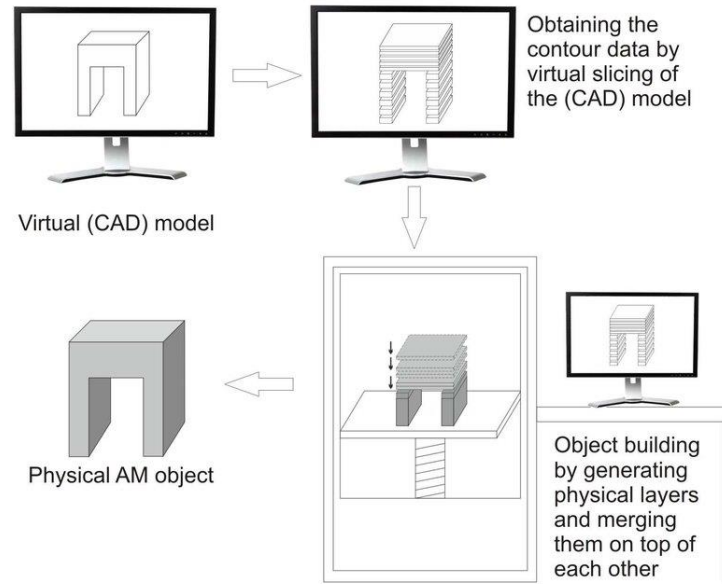 Obtaining the
contour data by
virtual slicing of
the (CAD) model
Virtual (CAD) model
Physical AM object
Object building
by generating
physical layers
and merging
them on top of
each other